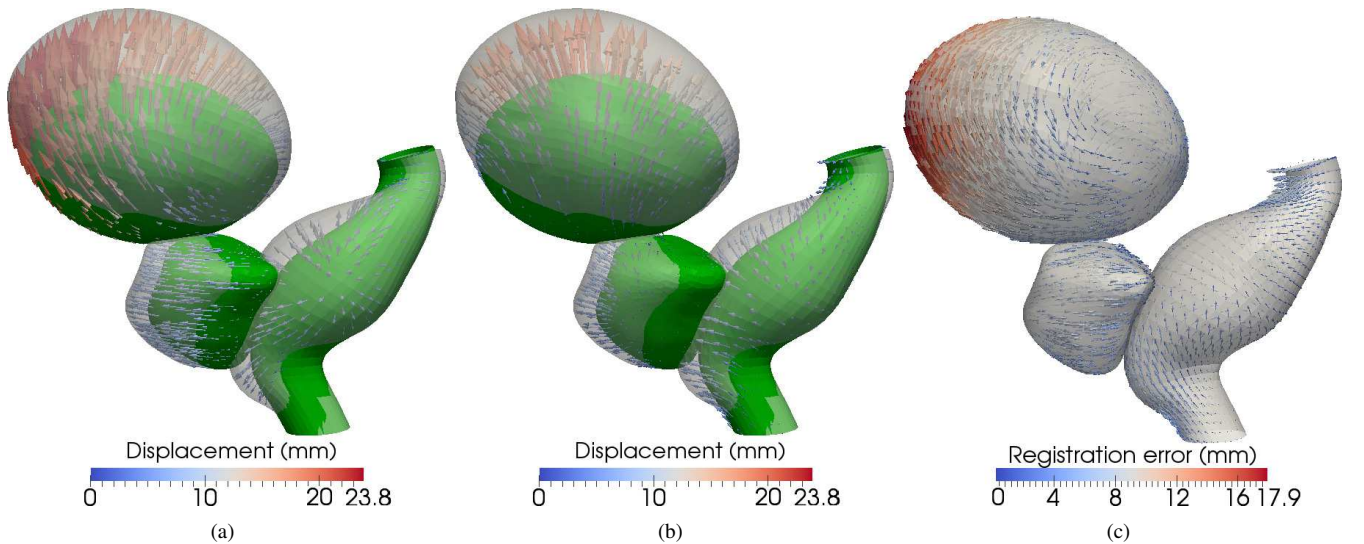 Displacement (mm)
0 10 20 23.8
(a)
Displacement (mm)
0 10 20 23.8
(b)
Registration error (mm)
0 4 8 12 16 17.9
(c)